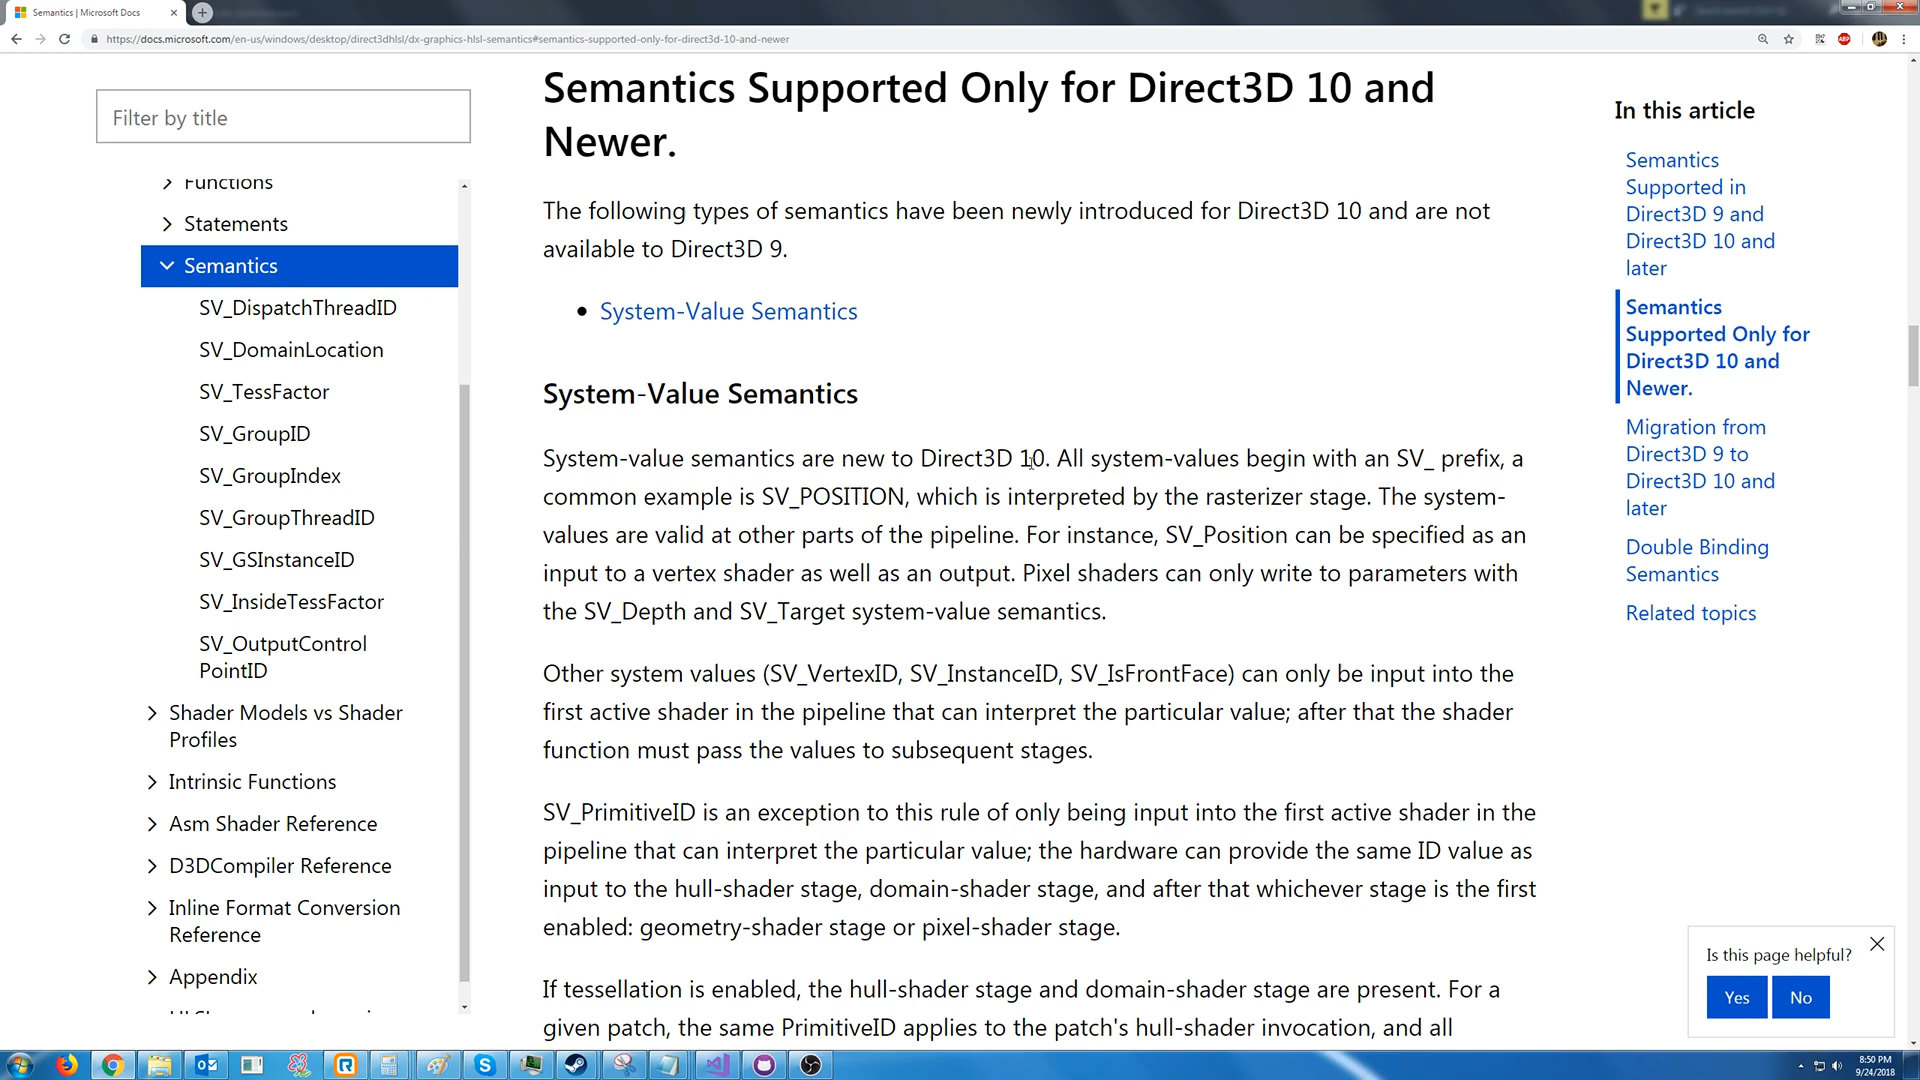 Semantics | Microsoft Docs
https://docs.microsoft.com/en-us/windows/desktop/direct3dhlsl/dx-graphics-hlsl-semantics#semantics-supported-only-for-direct3d-10-and-newer
ABP
Filter by title
Functions
Statements
Semantics
SV_DispatchThreadID
SV_DomainLocation
SV_TessFactor
SV_GroupID
SV_GroupIndex
SV_GroupThreadID
SV_GSInstanceID
SV_InsideTessFactor
SV_OutputControl
PointID
Shader Models vs Shader
Profiles
Intrinsic Functions
Asm Shader Reference
D3DCompiler Reference
Inline Format Conversion
Reference
Appendix
Semantics Supported Only for Direct3D 10 and
Newer.
The following types of semantics have been newly introduced for Direct3D 10 and are not
available to Direct3D 9.
• System-Value Semantics
System-Value Semantics
System-value semantics are new to Direct3D 10. All system-values begin with an SV_ prefix, a
common example is SV_POSITION, which is interpreted by the rasterizer stage. The system-
values are valid at other parts of the pipeline. For instance, SV_Position can be specified as an
input to a vertex shader as well as an output. Pixel shaders can only write to parameters with
the SV_Depth and SV_Target system-value semantics.
Other system values (SV_VertexID, SV_InstanceID, SV_IsFrontFace) can only be input into the
first active shader in the pipeline that can interpret the particular value; after that the shader
function must pass the values to subsequent stages.
SV_PrimitiveID is an exception to this rule of only being input into the first active shader in the
pipeline that can interpret the particular value; the hardware can provide the same ID value as
input to the hull-shader stage, domain-shader stage, and after that whichever stage is the first
enabled: geometry-shader stage or pixel-shader stage.
If tessellation is enabled, the hull-shader stage and domain-shader stage are present. For a
given patch, the same PrimitiveID applies to the patch's hull-shader invocation, and all
In this article
Semantics
Supported in
Direct3D 9 and
Direct3D 10 and
later
Semantics
Supported Only for
Direct3D 10 and
Newer.
Migration from
Direct3D 9 to
Direct3D 10 and
later
Double Binding
Semantics
Related topics
Is this page helpful?
Yes
No
8:50 PM
9/24/2018